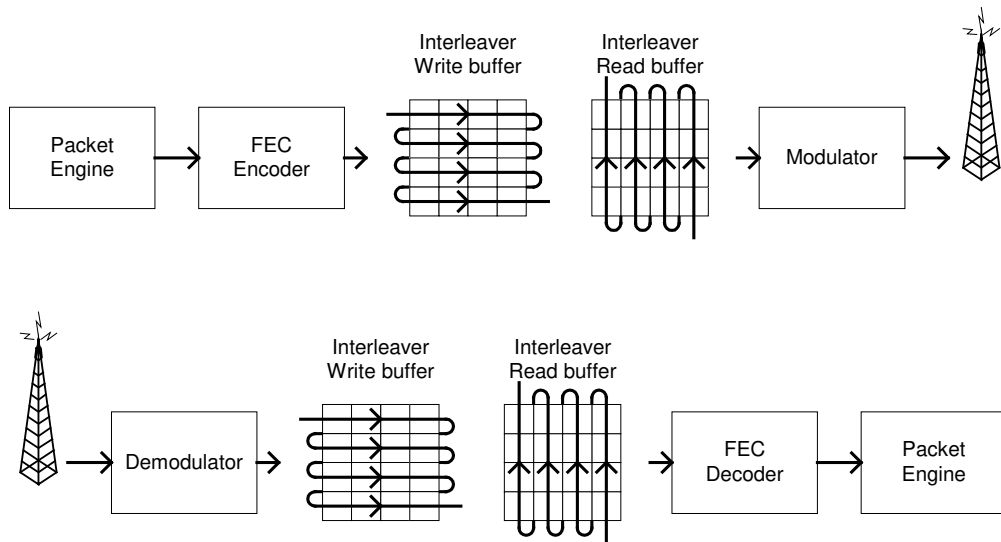 Interleaver
Write buffer
Interleaver
Read buffer
Packet
Engine
FEC
Encoder
Modulator
Interleaver
Write buffer
Interleaver
Read buffer
Demodulator
FEC
Decoder
Packet
Engine